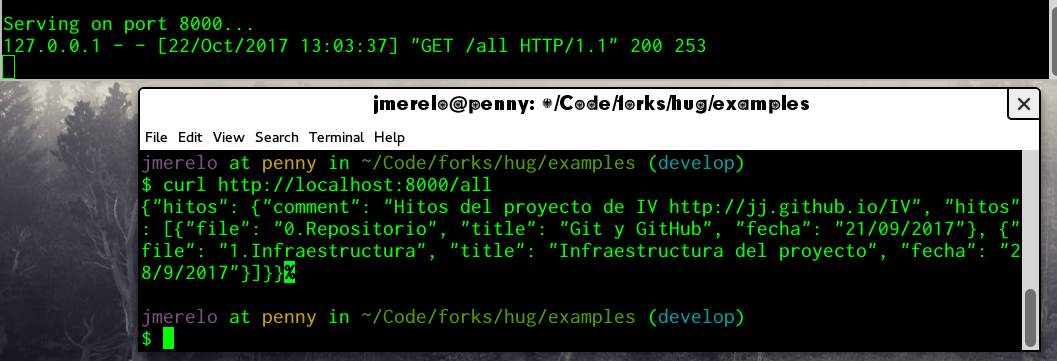 Serving on port 8000...
127.0.0.1 - - [22/Oct/2017 13:03:37] "GET /all HTTP/1.1" 200 253
jmerelo@penny: ~/Code/forks/hug/examples
File Edit View Search Terminal Help
jmerelo at penny in ~/Code/forks/hug/examples (develop)
$ curl http://localhost:8000/all
{"hitos": {"comment": "Hitos del proyecto de IV http://jj.github.io/IV", "hitos"
: [{"file": "0.Repositorio", "title": "Git y GitHub", "fecha": "21/09/2017"}, {"
file": "1.Infraestructura", "title": "Infraestructura del proyecto", "fecha": "2
8/9/2017"}]}}%
jmerelo at penny in ~/Code/forks/hug/examples (develop)
$